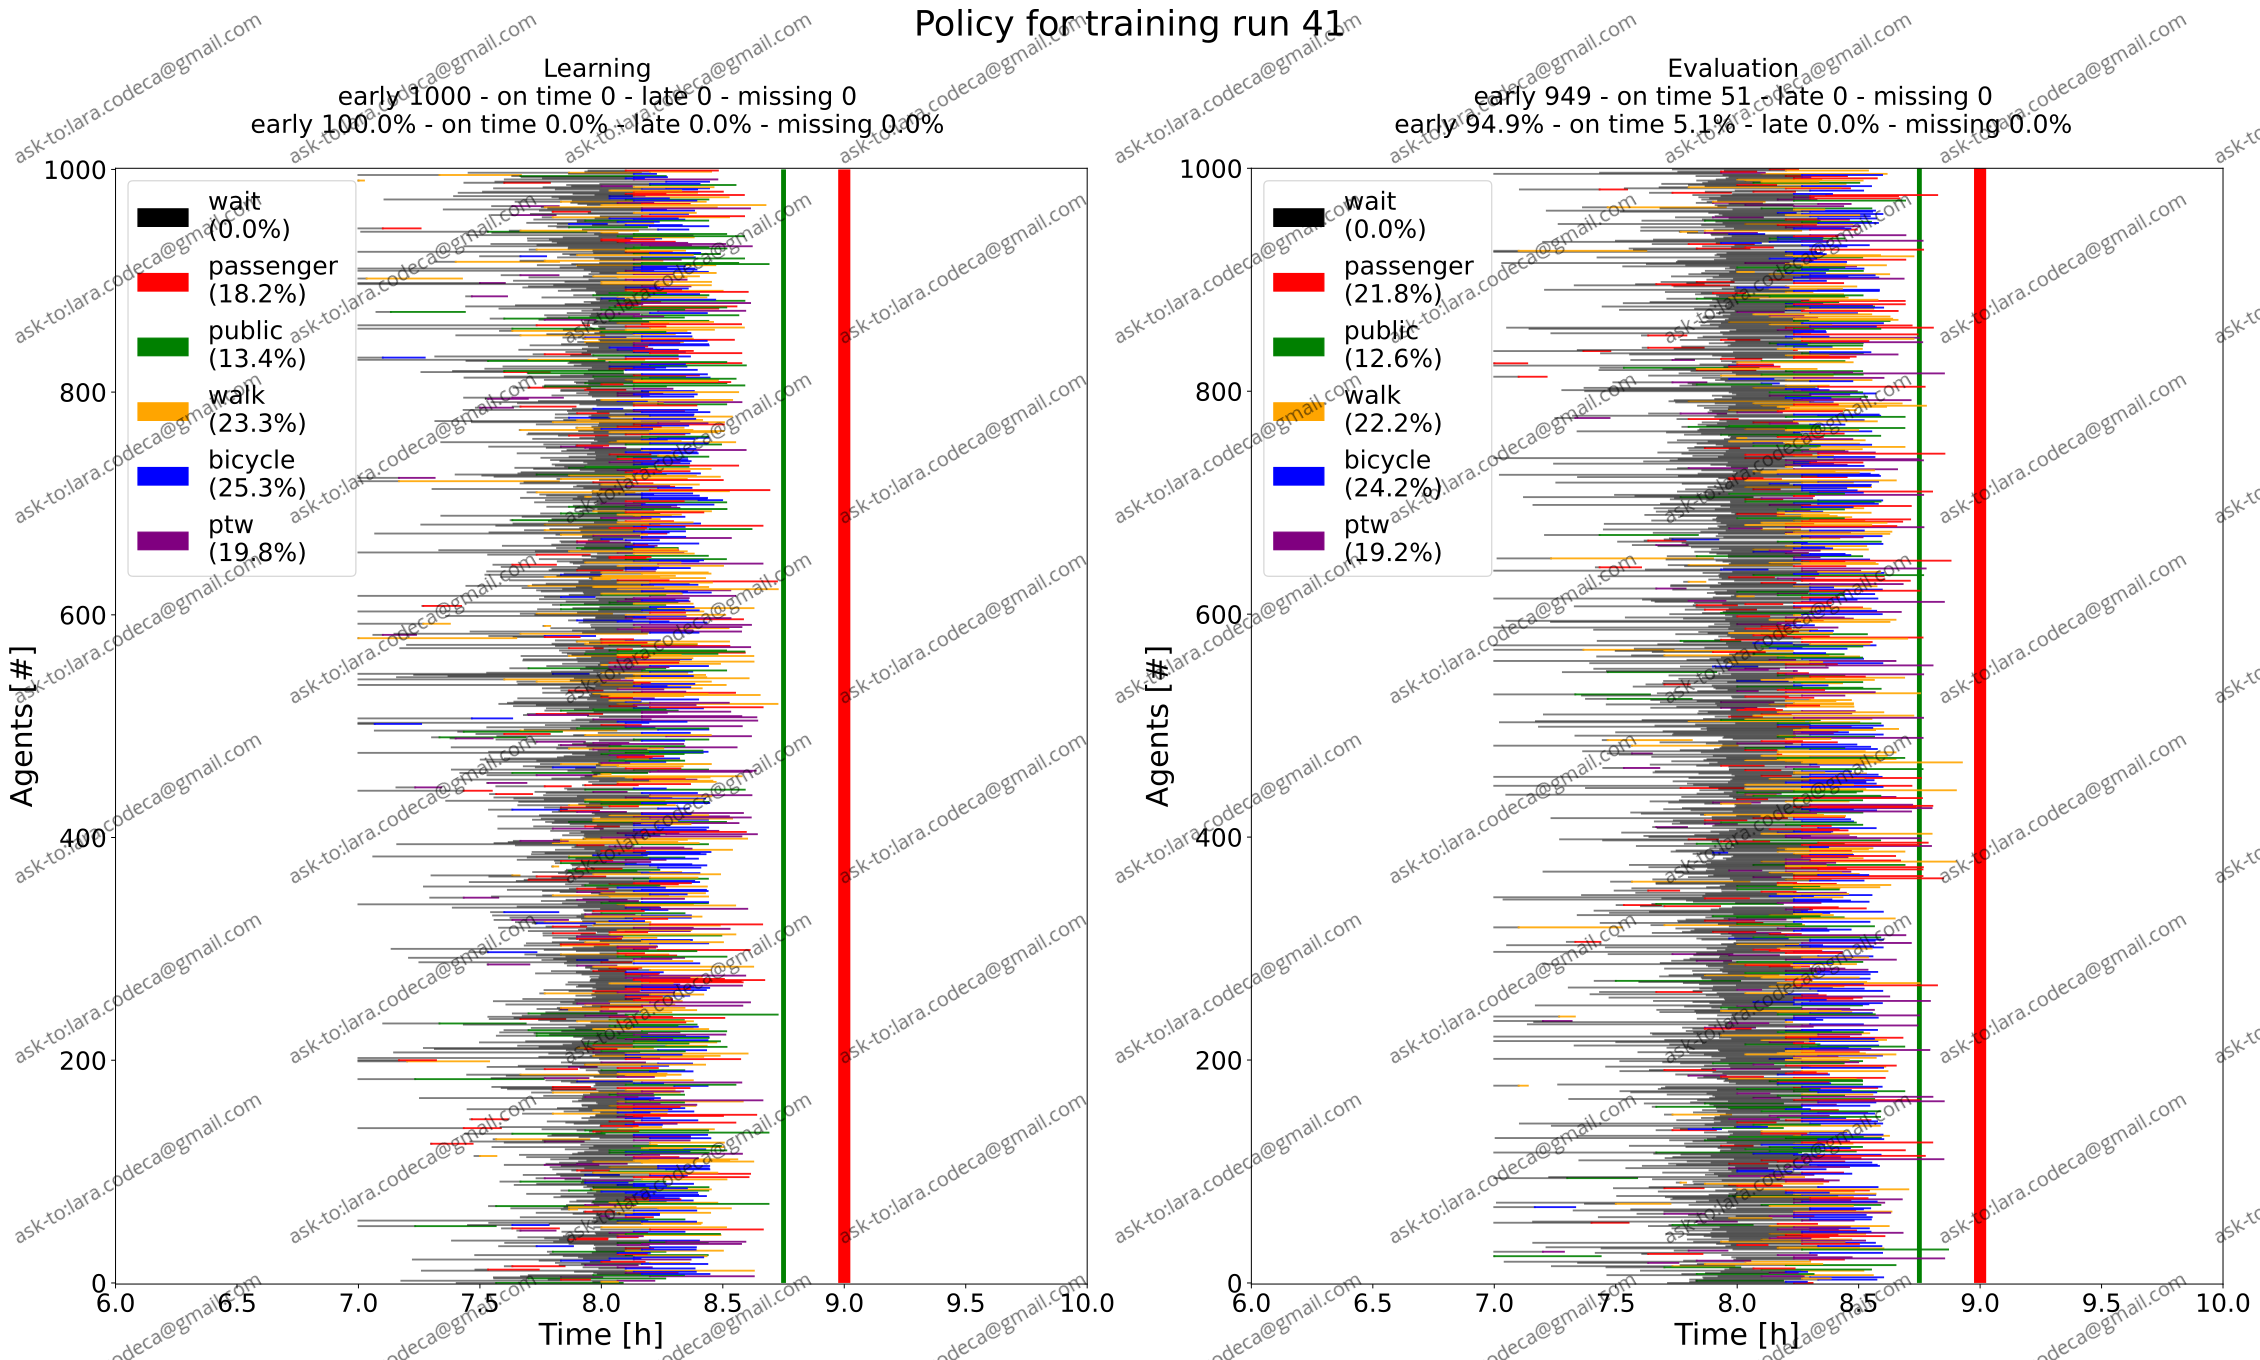 Policy for training run 41
Learning
early 1000 - on time 0 - late 0 - missing 0
early 100.0% - on time 0.0% - late 0.0% - missing 0.0%
1000
800
600
400
200
0
Agents [#]
wait
(0.0%)
passenger
(18.2%)
public
(13.4%)
walk
(23.3%)
bicycle
(25.3%)
ptw
(19.8%)
6.0 6.5 7.0 7.5 8.0 8.5 9.0 9.5 10.0
Time [h]
Evaluation
early 949 - on time 51 - late 0 - missing 0
early 94.9% - on time 5.1% - late 0.0% - missing 0.0%
1000
800
600
400
200
0
Agents [#]
wait
(0.0%)
passenger
(21.8%)
public
(12.6%)
walk
(22.2%)
bicycle
(24.2%)
ptw
(19.2%)
6.0 6.5 7.0 7.5 8.0 8.5 9.0 9.5 10.0
Time [h]
ask-to:lara.codeca@gmail.com